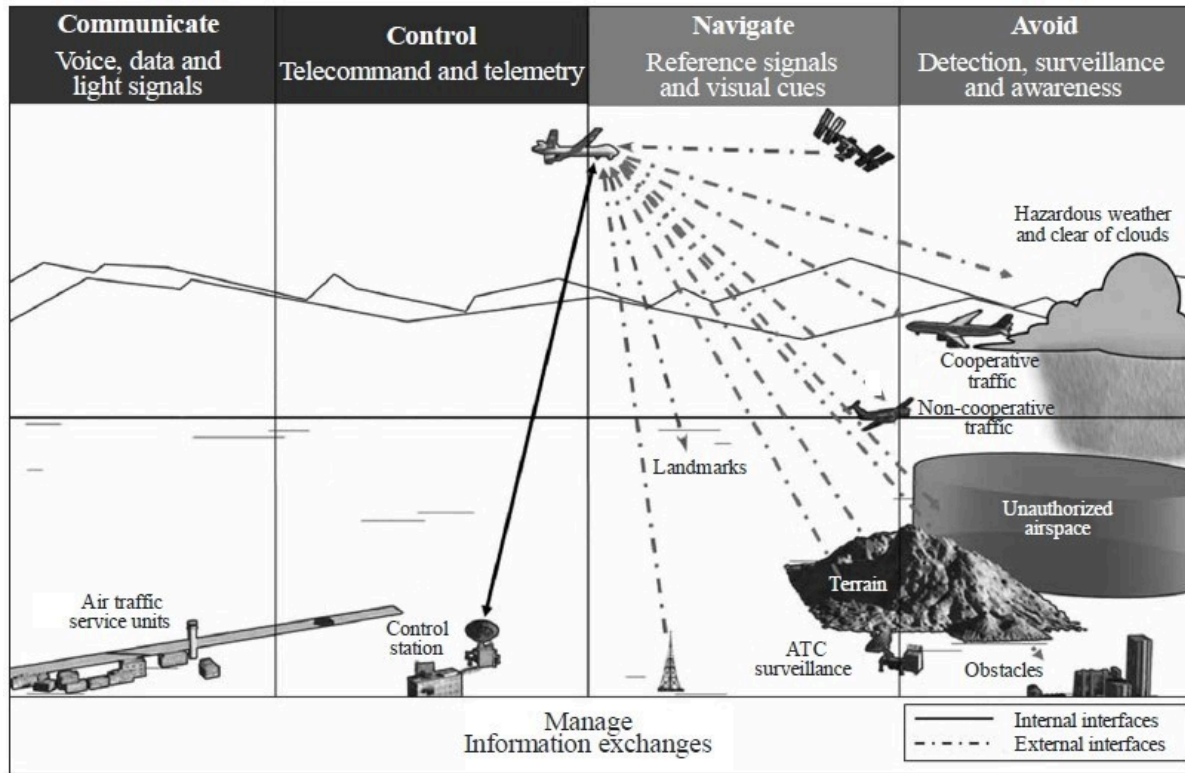 Communicate
Voice, data and
light signals
Control
Telecommand and telemetry
Navigate
Reference signals
and visual cues
Avoid
Detection, surveillance
and awareness
Hazardous weather
and clear of clouds
Cooperative
traffic
Non-cooperative
traffic
Landmarks
Unauthorized
airspace
Terrain
Air traffic
service units
Control
station
ATC
surveillance
Obstacles
Manage
Information exchanges
Internal interfaces
External interfaces